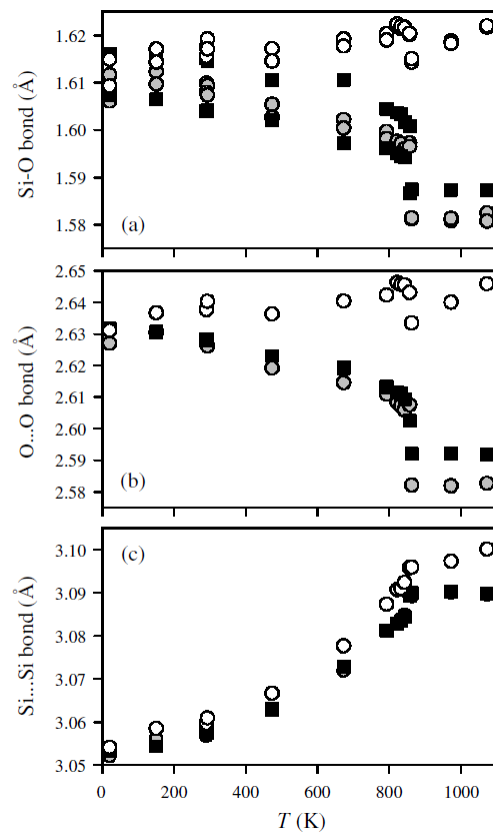 1.62
1.61
1.60
1.59
1.58
Si-O bond (Å)
(a)
2.65
2.64
2.63
2.62
2.61
2.60
2.59
2.58
O...O bond (Å)
(b)
3.10
3.09
3.08
3.07
3.06
3.05
Si...Si bond (Å)
(c)
0 200 400 600 800 1000
T (K)